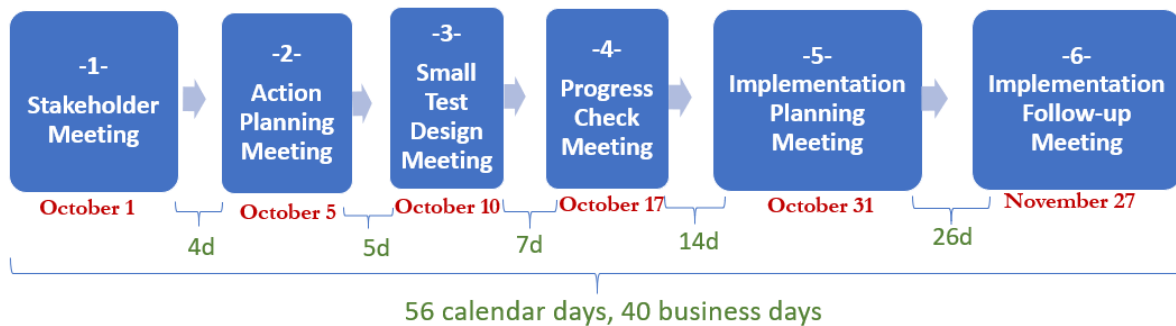 -1-
Stakeholder
Meeting
October 1
4d
-2-
Action
Planning
Meeting
October 5
5d
-3-
Small
Test
Design
Meeting
October 10
7d
-4-
Progress
Check
Meeting
October 17
14d
-5-
Implementation
Planning
Meeting
October 31
26d
-6-
Implementation
Follow-up
Meeting
November 27
56 calendar days, 40 business days